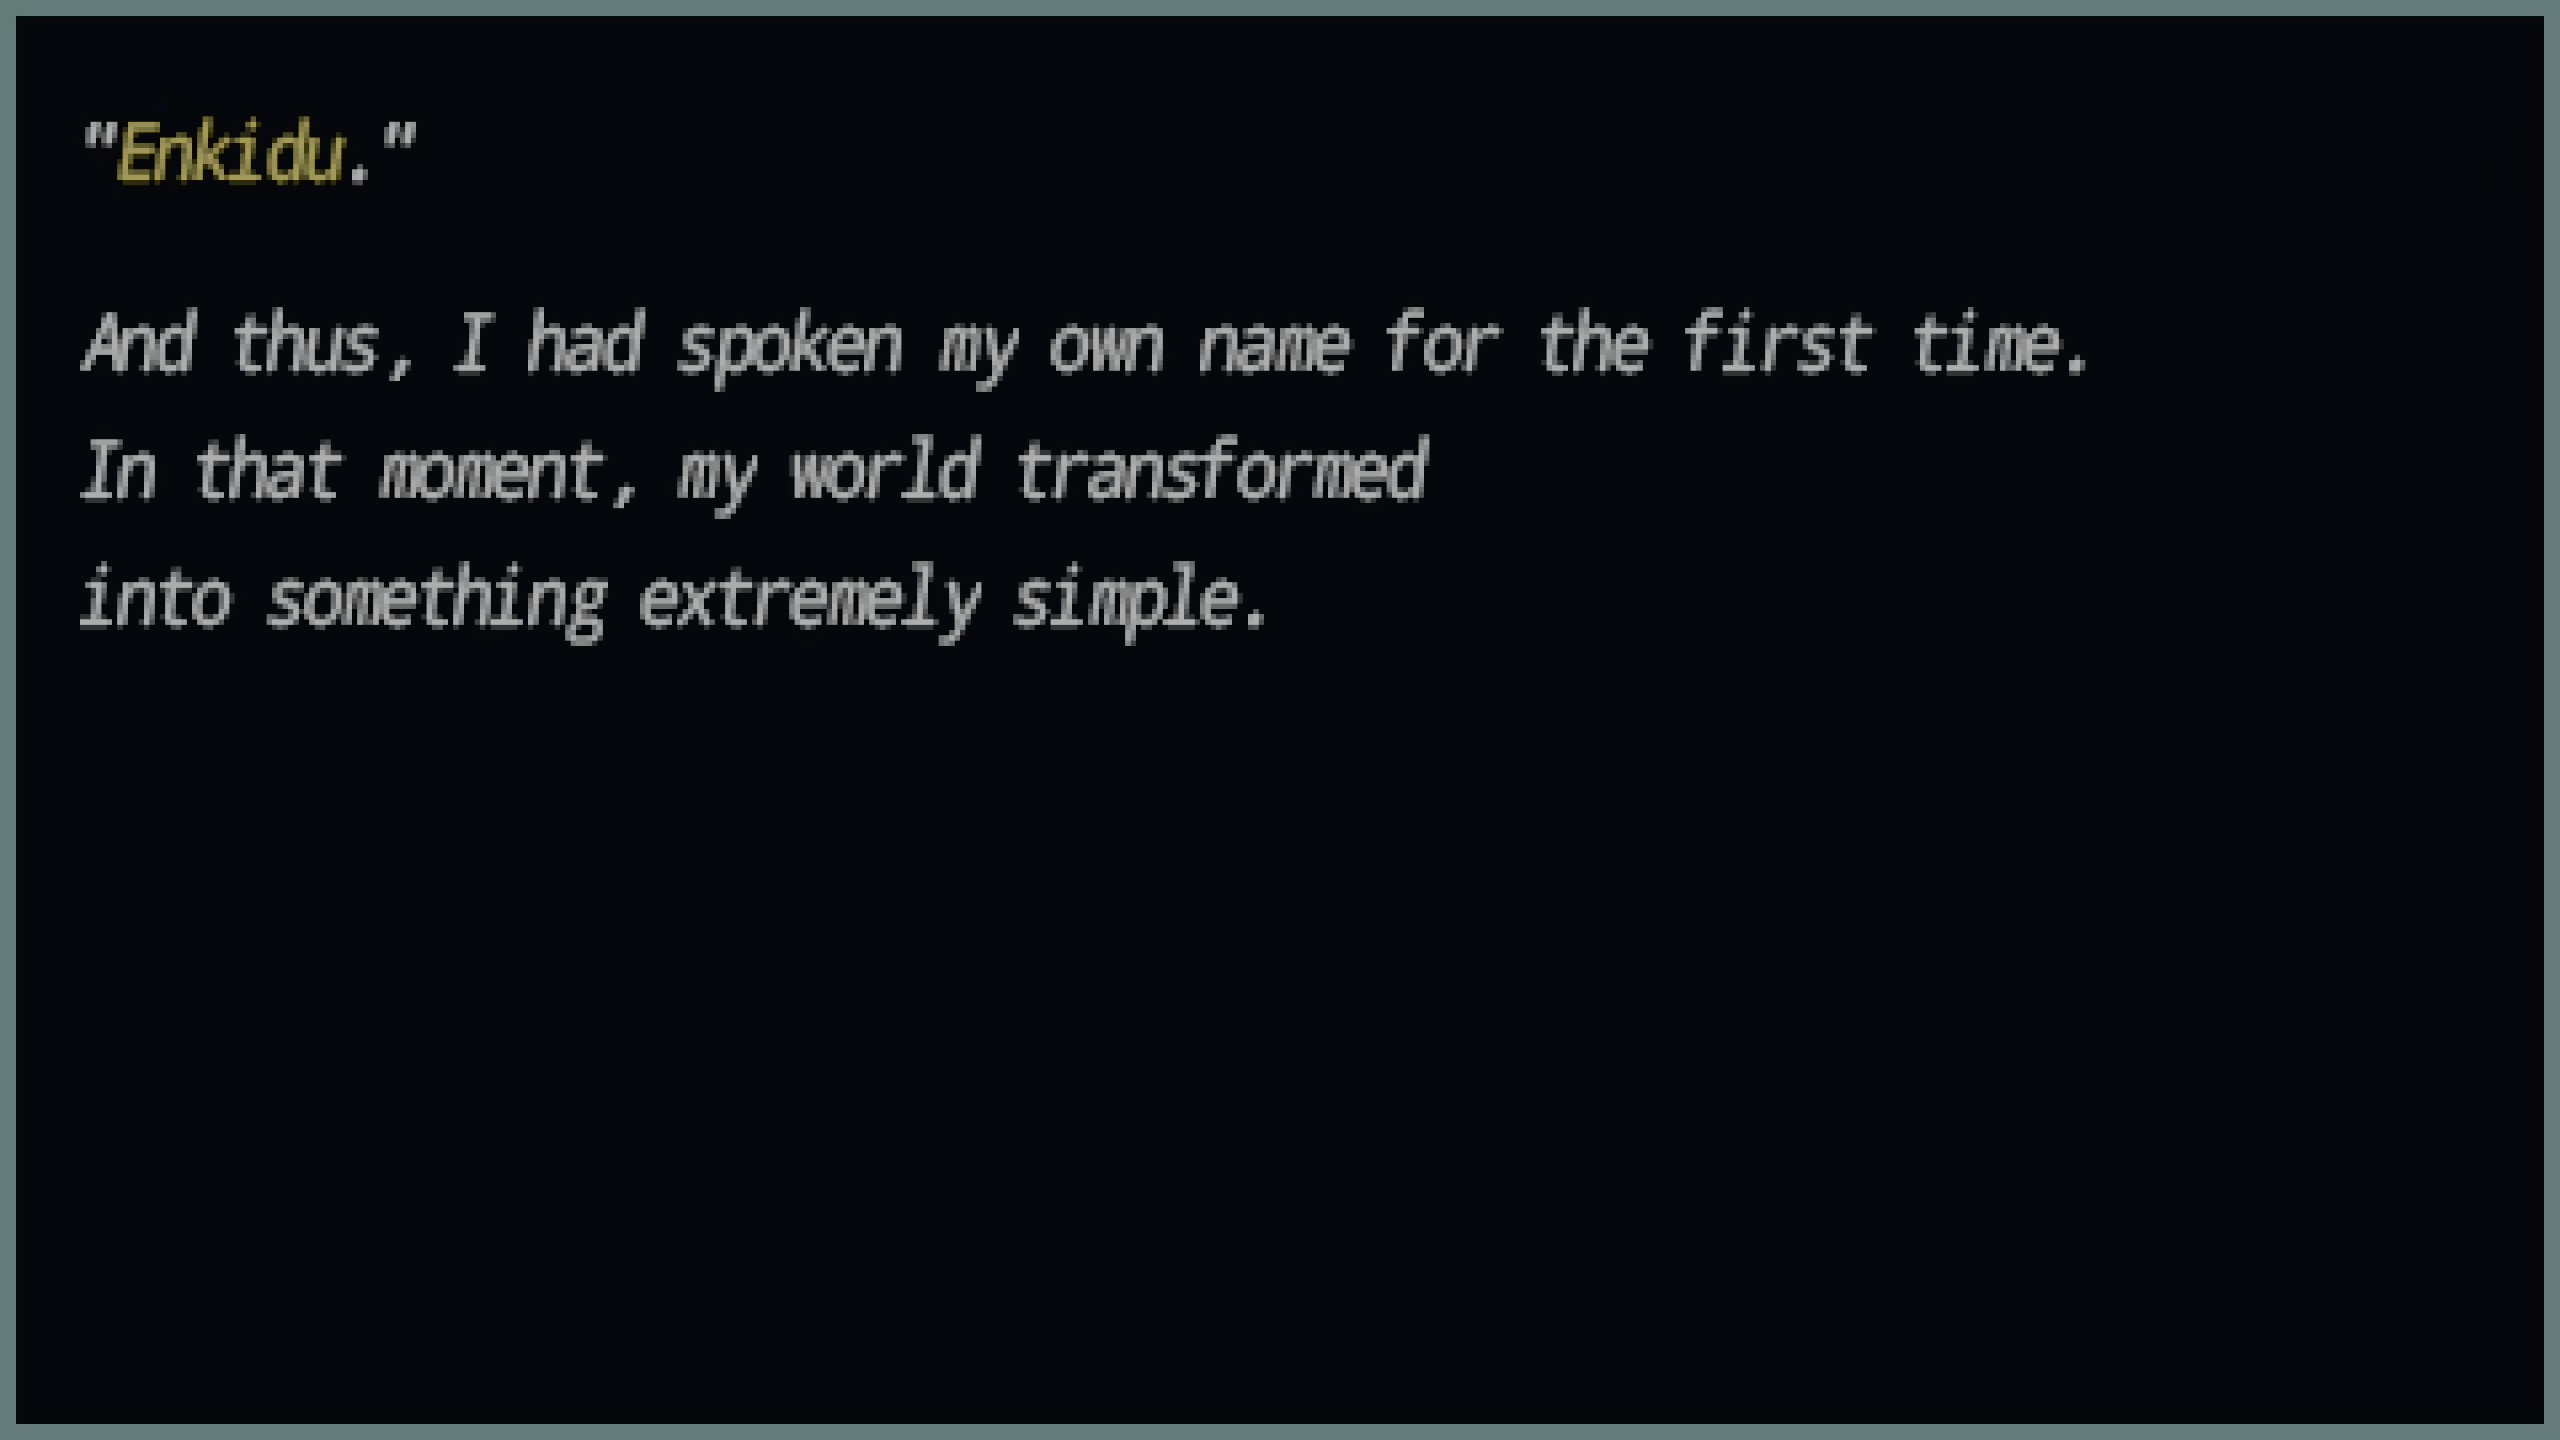 "Enkidu."
And thus, I had spoken my own name for the first time.
In that moment, my world transformed
into something extremely simple.